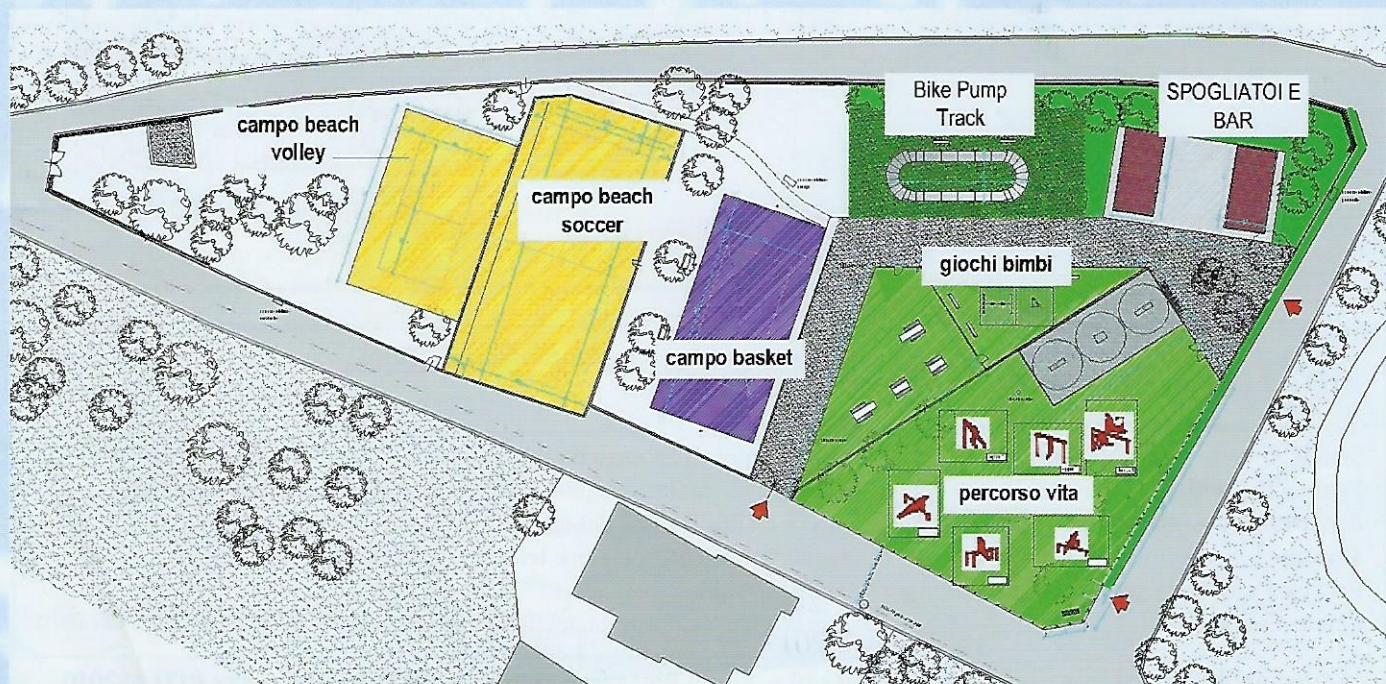 campo beach
volley
campo beach
soccer
Bike Pump
Track
SPOGLIATOI E
BAR
giochi bimbi
campo basket
percorso vita